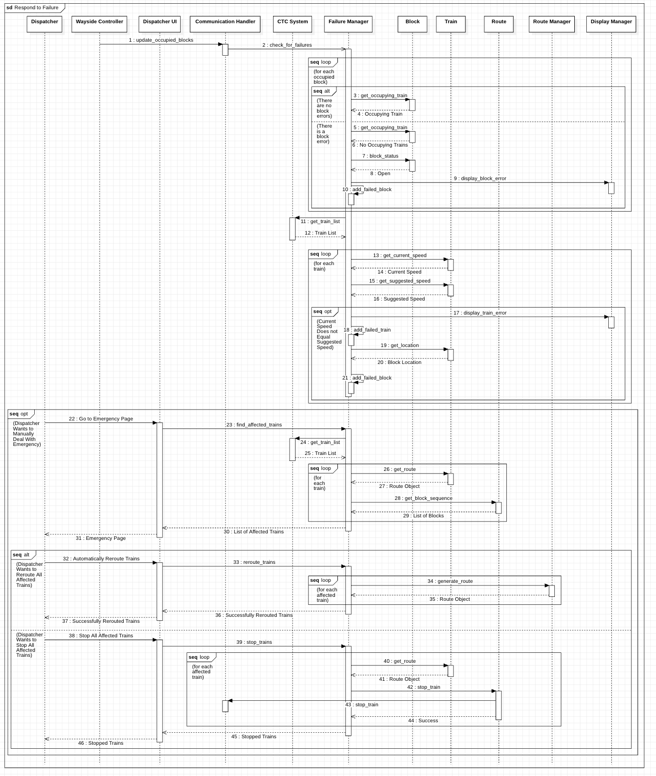 sd Respond to Failure
Dispatcher
Wayside Controller
Dispatcher UI
Communication Handler
CTC System
Failure Manager
Block
Train
Route
Route Manager
Display Manager
1 : update_occupied_blocks
2 : check_for_failures
seq loop
(for each
occupied
block)
seq alt
(There
are no
block
errors)
3 : get_occupying_train
4 : Occupying Train
(There
is a
block
error)
5 : get_occupying_train
6 : No Occupying Trains
7 : block_status
8 : Open
9 : display_block_error
10 : add_failed_block
11 : get_train_list
12 : Train List
seq loop
(for each
train)
13 : get_current_speed
14 : Current Speed
15 : get_suggested_speed
16 : Suggested Speed
seq opt
(Current
Speed
Does not
Equal
Suggested
Speed)
17 : display_train_error
18 : add_failed_train
19 : get_location
20 : Block Location
21 : add_failed_block
seq opt
(Dispatcher
Wants to
Manually
Deal With
Emergency)
22 : Go to Emergency Page
23 : find_affected_trains
24 : get_train_list
25 : Train List
seq loop
(for
each
train)
26 : get_route
27 : Route Object
28 : get_block_sequence
29 : List of Blocks
30 : List of Affected Trains
31 : Emergency Page
seq alt
(Dispatcher
Wants to
Reroute All
Affected
Trains)
32 : Automatically Reroute Trains
33 : reroute_trains
seq loop
(for each
affected
train)
34 : generate_route
35 : Route Object
36 : Successfully Rerouted Trains
37 : Successfully Rerouted Trains
(Dispatcher
Wants to
Stop All
Affected
Trains)
38 : Stop All Affected Trains
39 : stop_trains
seq loop
(for each
affected
train)
40 : get_route
41 : Route Object
42 : stop_train
43 : stop_train
44 : Success
45 : Stopped Trains
46 : Stopped Trains